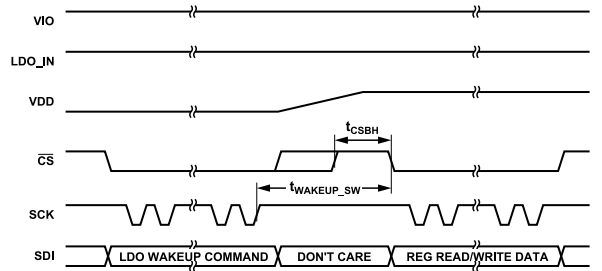 VIO
LDO_IN
VDD
tCSBH
CS
tWAKEUP_SW
SCK
SDI
LDO WAKEUP COMMAND
DON'T CARE
REG READ/WRITE DATA